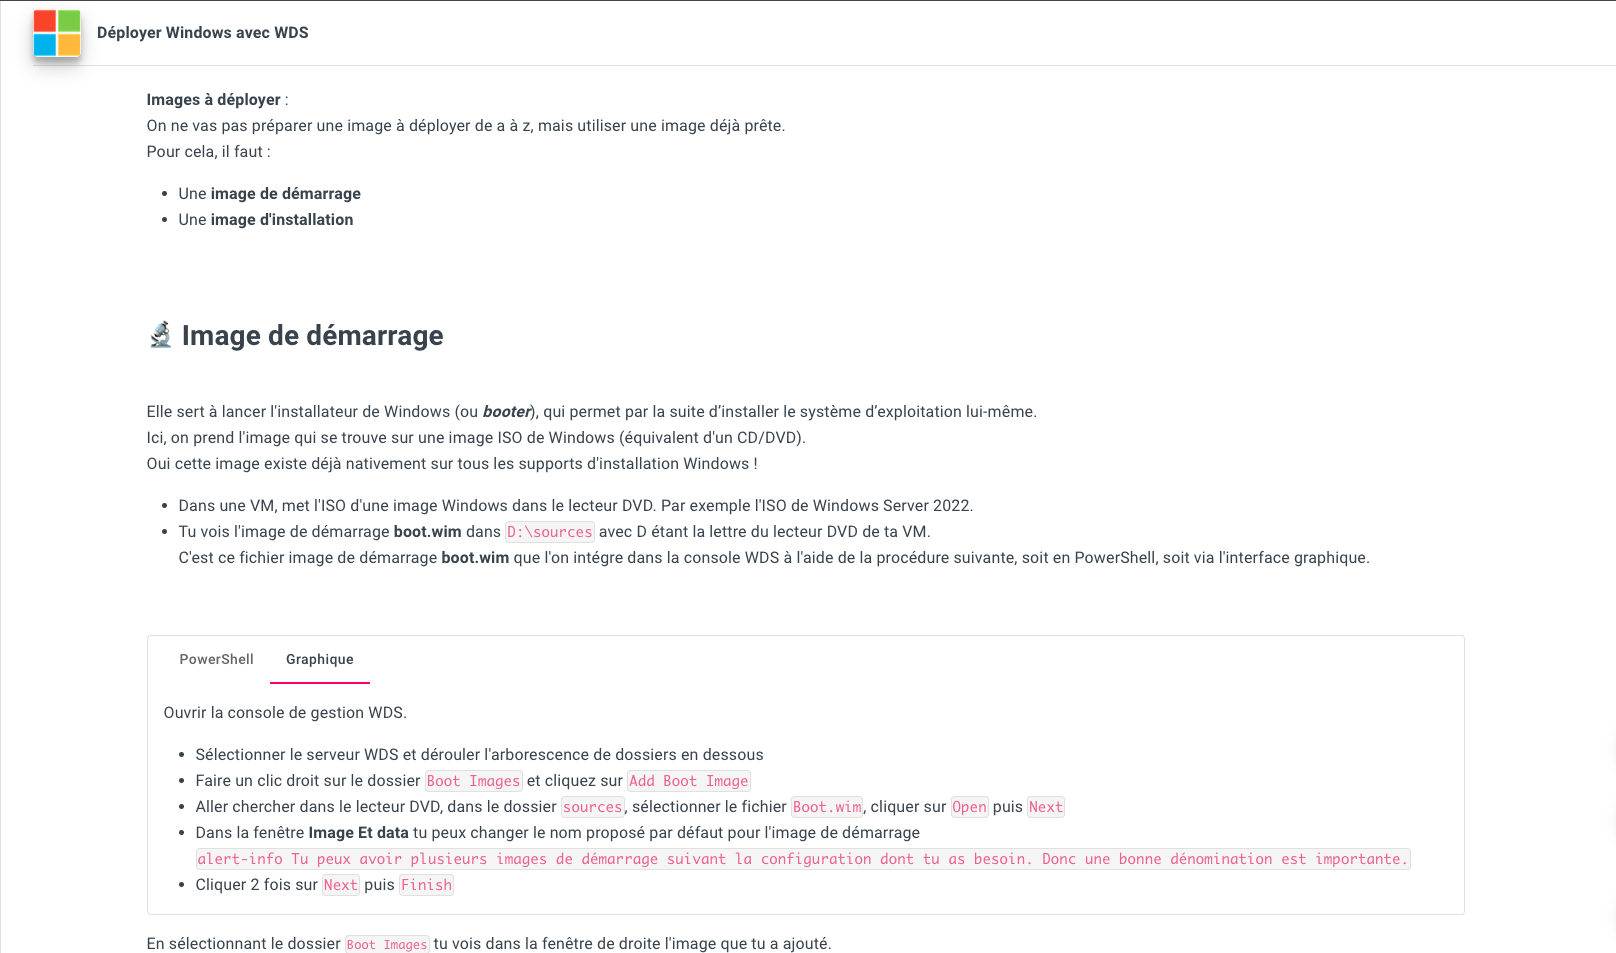 Déployer Windows avec WDS
Images à déployer :
On ne vas pas préparer une image à déployer de a à z, mais utiliser une image déjà prête.
Pour cela, il faut :
• Une image de démarrage
• Une image d'installation
🔬 Image de démarrage
Elle sert à lancer l'installateur de Windows (ou booter), qui permet par la suite d’installer le système d’exploitation lui-même.
Ici, on prend l'image qui se trouve sur une image ISO de Windows (équivalent d'un CD/DVD).
Oui cette image existe déjà nativement sur tous les supports d'installation Windows !
• Dans une VM, met l'ISO d'une image Windows dans le lecteur DVD. Par exemple l'ISO de Windows Server 2022.
• Tu vois l'image de démarrage boot.wim dans D:\sources avec D étant la lettre du lecteur DVD de ta VM.
C'est ce fichier image de démarrage boot.wim que l'on intégre dans la console WDS à l'aide de la procédure suivante, soit en PowerShell, soit via l'interface graphique.
PowerShell Graphique
Ouvrir la console de gestion WDS.
• Sélectionner le serveur WDS et dérouler l'arborescence de dossiers en dessous
• Faire un clic droit sur le dossier Boot Images et cliquez sur Add Boot Image
• Aller chercher dans le lecteur DVD, dans le dossier sources, sélectionner le fichier Boot.wim, cliquer sur Open puis Next
• Dans la fenêtre Image Et data tu peux changer le nom proposé par défaut pour l'image de démarrage
alert-info Tu peux avoir plusieurs images de démarrage suivant la configuration dont tu as besoin. Donc une bonne dénomination est importante.
• Cliquer 2 fois sur Next puis Finish
En sélectionnant le dossier Boot Images tu vois dans la fenêtre de droite l'image que tu a ajouté.